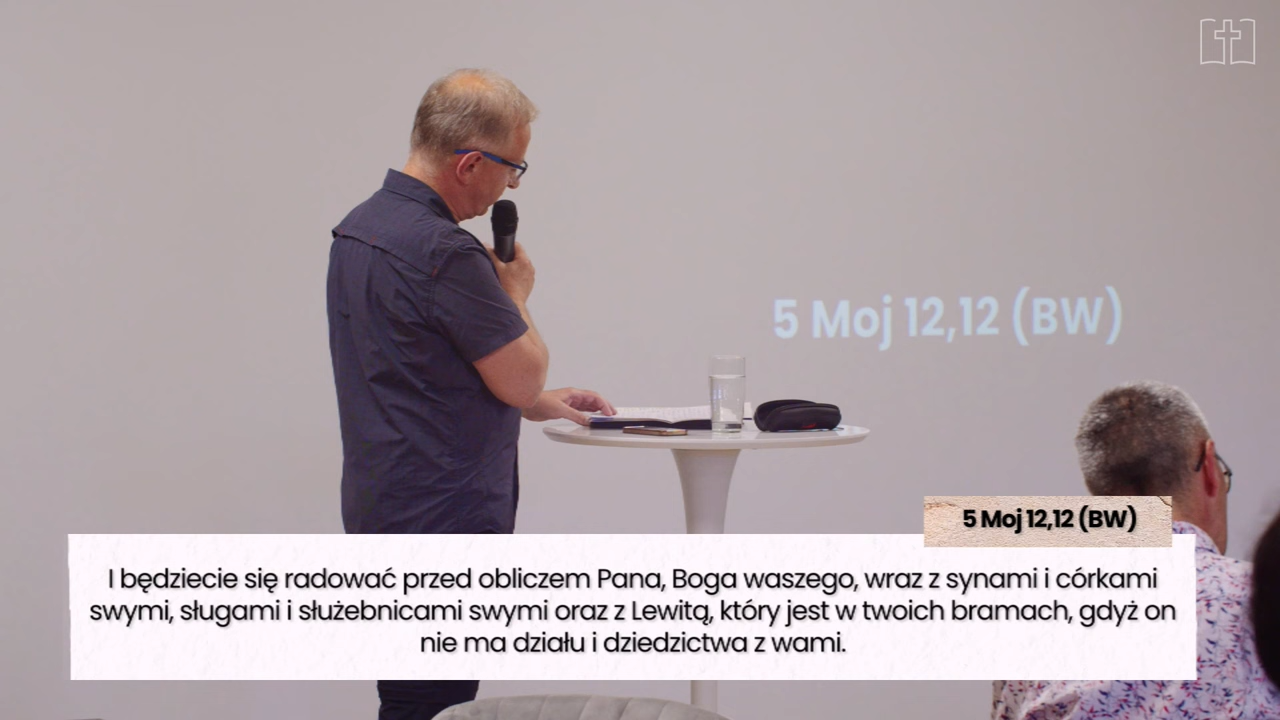 5 Moj 12,12 (BW)
5 Moj 12,12 (BW)
I będziecie się radować przed obliczem Pana, Boga waszego, wraz z synami i córkami
swymi, sługami i służebnicami swymi oraz z Lewitą, który jest w twoich bramach, gdyż on
nie ma działu i dziedzictwa z wami.